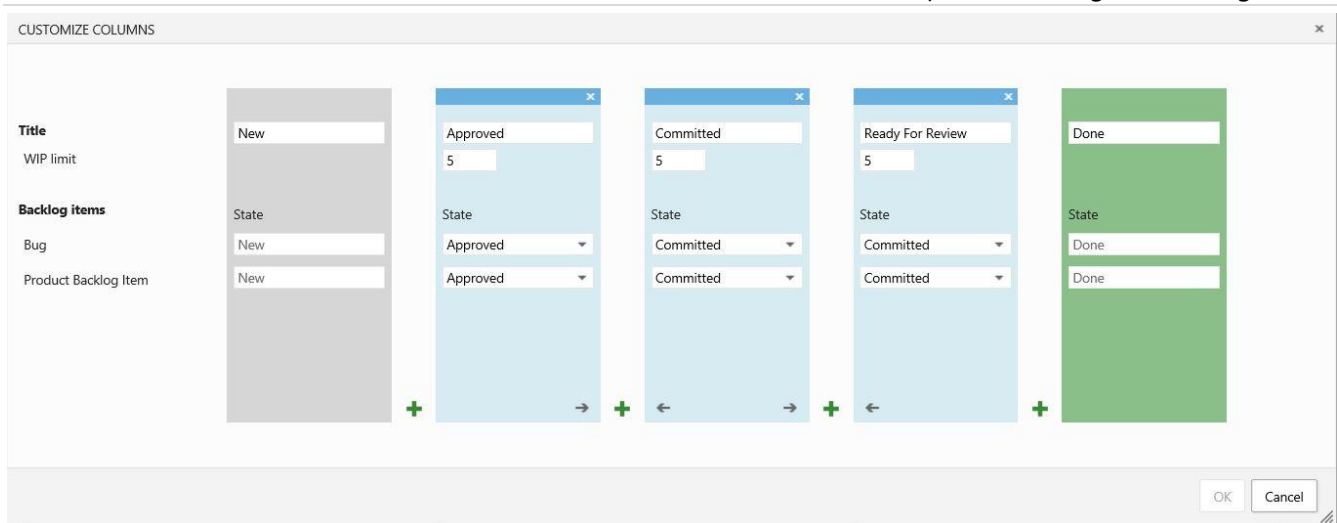 CUSTOMIZE COLUMNS
Title New Approved Committed Ready For Review Done
WIP limit 5 5 5
Backlog items State State State State State
Bug New Approved Committed Committed Done
Product Backlog Item New Approved Committed Committed Done
OK Cancel